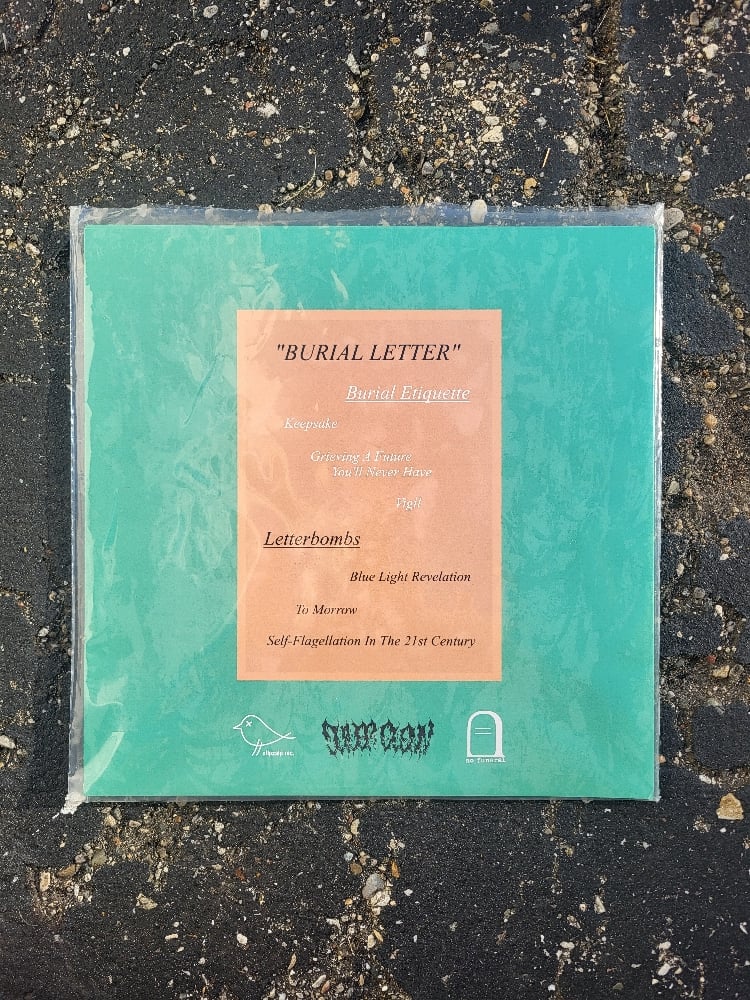 "BURIAL LETTER"
Burial Etiquette
Keepsake
Grieving A Future
You'll Never Have
Vigil
Letterbombs
Blue Light Revelation
To Morrow
Self-Flagellation In The 21st Century
rec.
no funeral